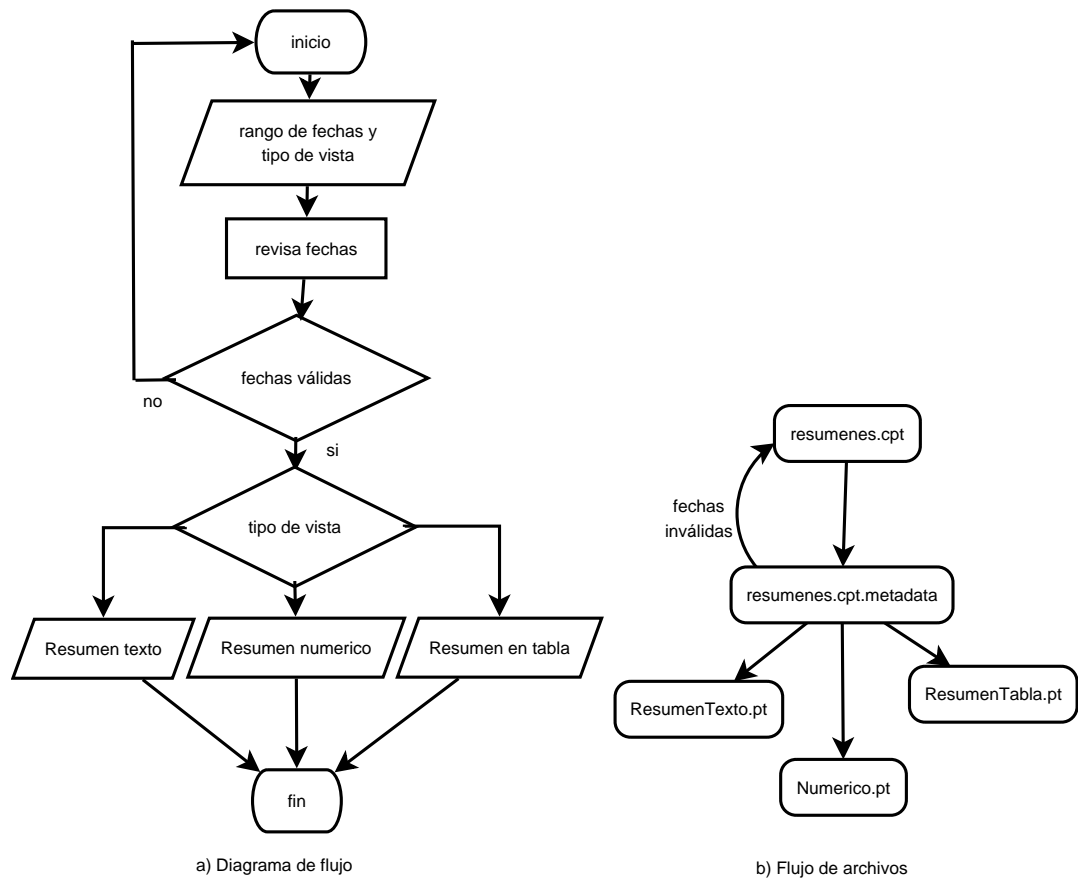 inicio
rango de fechas y
tipo de vista
revisa fechas
fechas válidas
no
si
tipo de vista
Resumen texto
Resumen numerico
Resumen en tabla
fin
a) Diagrama de flujo
resumenes.cpt
fechas
inválidas
resumenes.cpt.metadata
ResumenTexto.pt
ResumenTabla.pt
Numerico.pt
b) Flujo de archivos